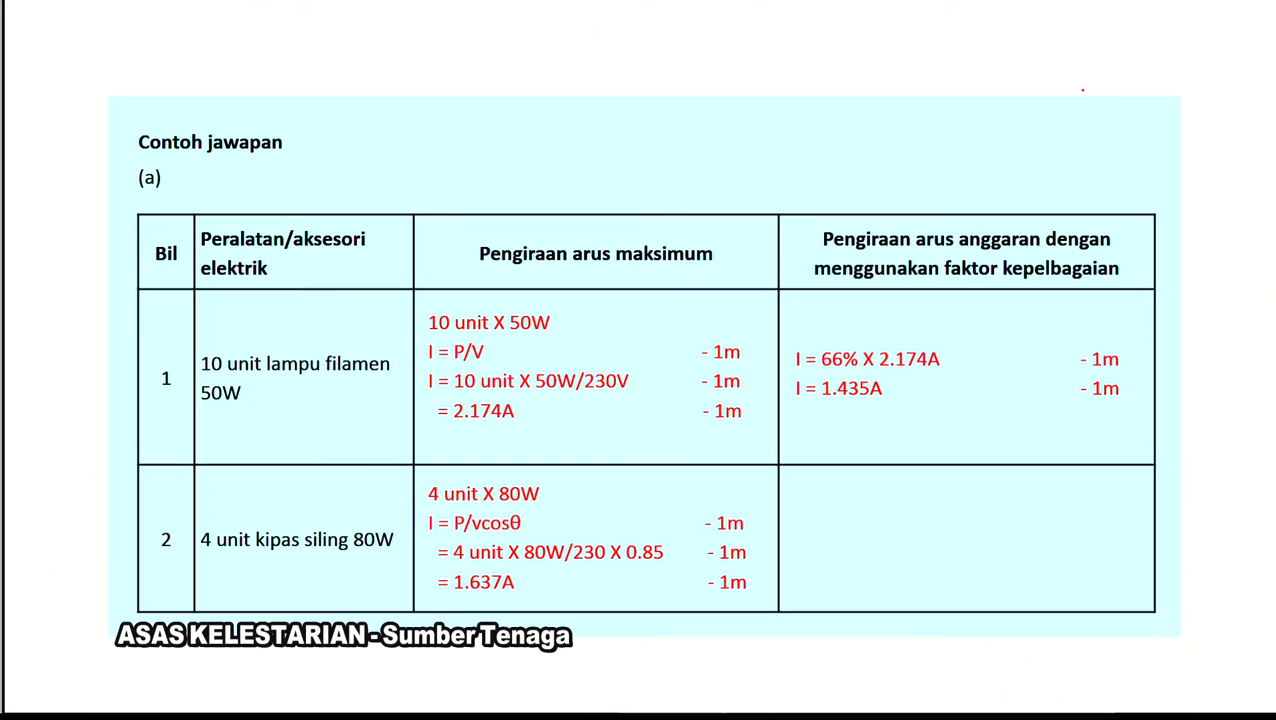 Contoh jawapan
(a)
Bil
Peralatan/aksesori
elektrik
Pengiraan arus maksimum
Pengiraan arus anggaran dengan
menggunakan faktor kepelbagaian
1
10 unit lampu filamen
50W
10 unit X 50W
I = P/V - 1m
I = 10 unit X 50W/230V - 1m
= 2.174A - 1m
I = 66% X 2.174A - 1m
I = 1.435A - 1m
2
4 unit kipas siling 80W
4 unit X 80W
I = P/vcosθ - 1m
= 4 unit X 80W/230 X 0.85 - 1m
= 1.637A - 1m
ASAS KELESTARIAN - Sumber Tenaga